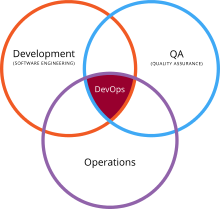 Development
(SOFTWARE ENGINEERING)
QA
(QUALITY ASSURANCE)
DevOps
Operations